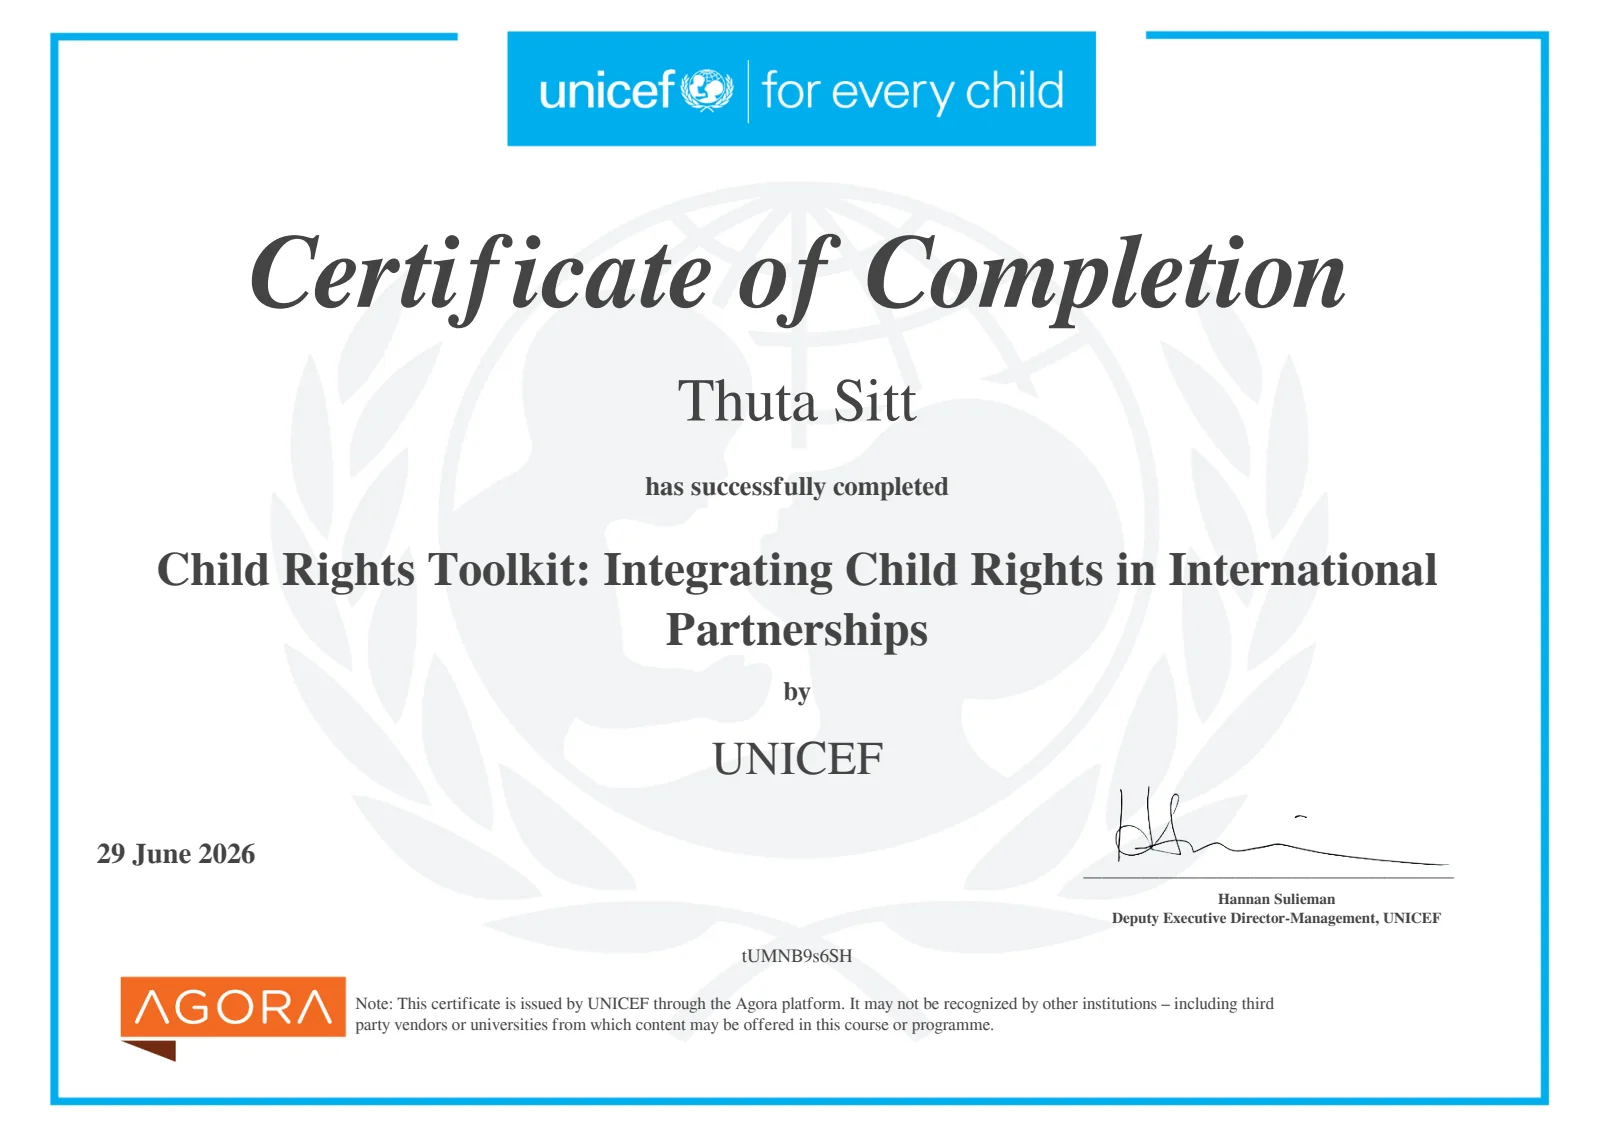 unicef for every child
Certificate of Completion
Thuta Sitt
has successfully completed
Child Rights Toolkit: Integrating Child Rights in International
Partnerships
by
UNICEF
29 June 2026
Hannan Sulieman
Deputy Executive Director-Management, UNICEF
tUMNB9s6SH
AGORA
Note: This certificate is issued by UNICEF through the Agora platform. It may not be recognized by other institutions – including third
party vendors or universities from which content may be offered in this course or programme.